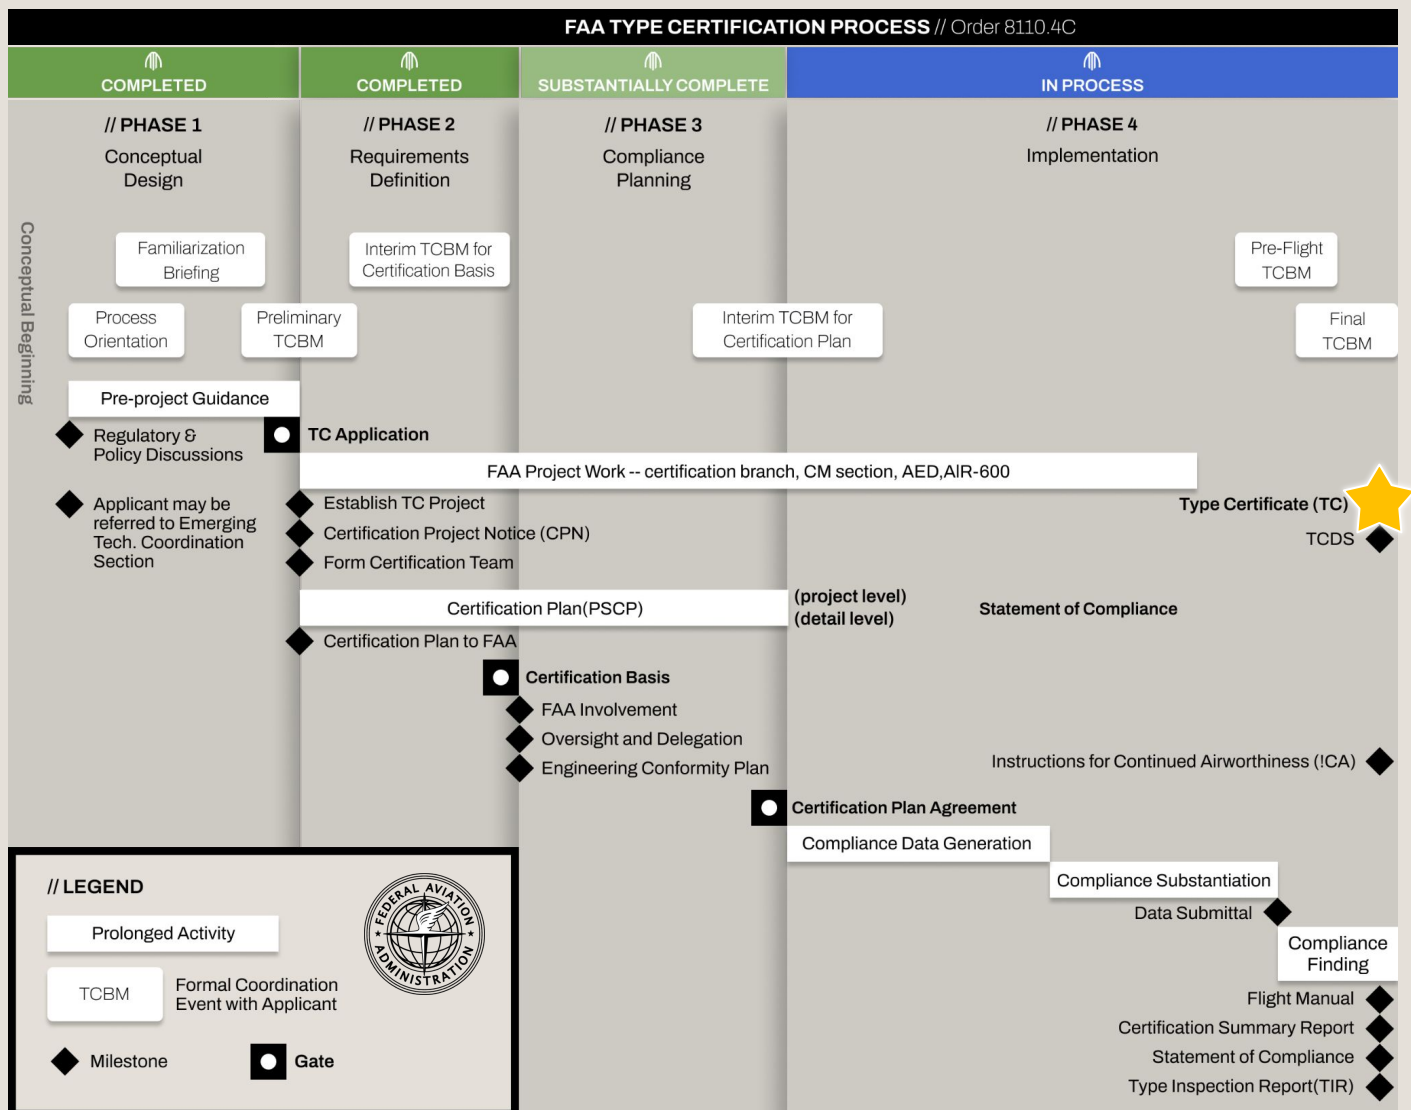 FAA TYPE CERTIFICATION PROCESS // Order 8110.4C
COMPLETED
COMPLETED
SUBSTANTIALLY COMPLETE
IN PROCESS
// PHASE 1
Conceptual
Design
// PHASE 2
Requirements
Definition
// PHASE 3
Compliance
Planning
// PHASE 4
Implementation
Conceptual Beginning
Familiarization
Briefing
Interim TCBM for
Certification Basis
Pre-Flight
TCBM
Process
Orientation
Preliminary
TCBM
Interim TCBM for
Certification Plan
Final
TCBM
Pre-project Guidance
Regulatory &
Policy Discussions
TC Application
FAA Project Work -- certification branch, CM section, AED,AIR-600
Applicant may be
referred to Emerging
Tech. Coordination
Section
Establish TC Project
Certification Project Notice (CPN)
Form Certification Team
Type Certificate (TC)
TCDS
Certification Plan(PSCP)
(project level)
(detail level)
Statement of Compliance
Certification Plan to FAA
Certification Basis
FAA Involvement
Oversight and Delegation
Engineering Conformity Plan
Instructions for Continued Airworthiness (!CA)
Certification Plan Agreement
Compliance Data Generation
Compliance Substantiation
Data Submittal
Compliance
Finding
Flight Manual
Certification Summary Report
Statement of Compliance
Type Inspection Report(TIR)
// LEGEND
Prolonged Activity
TCBM
Formal Coordination
Event with Applicant
Milestone
Gate
FEDERAL AVIATION
ADMINISTRATION